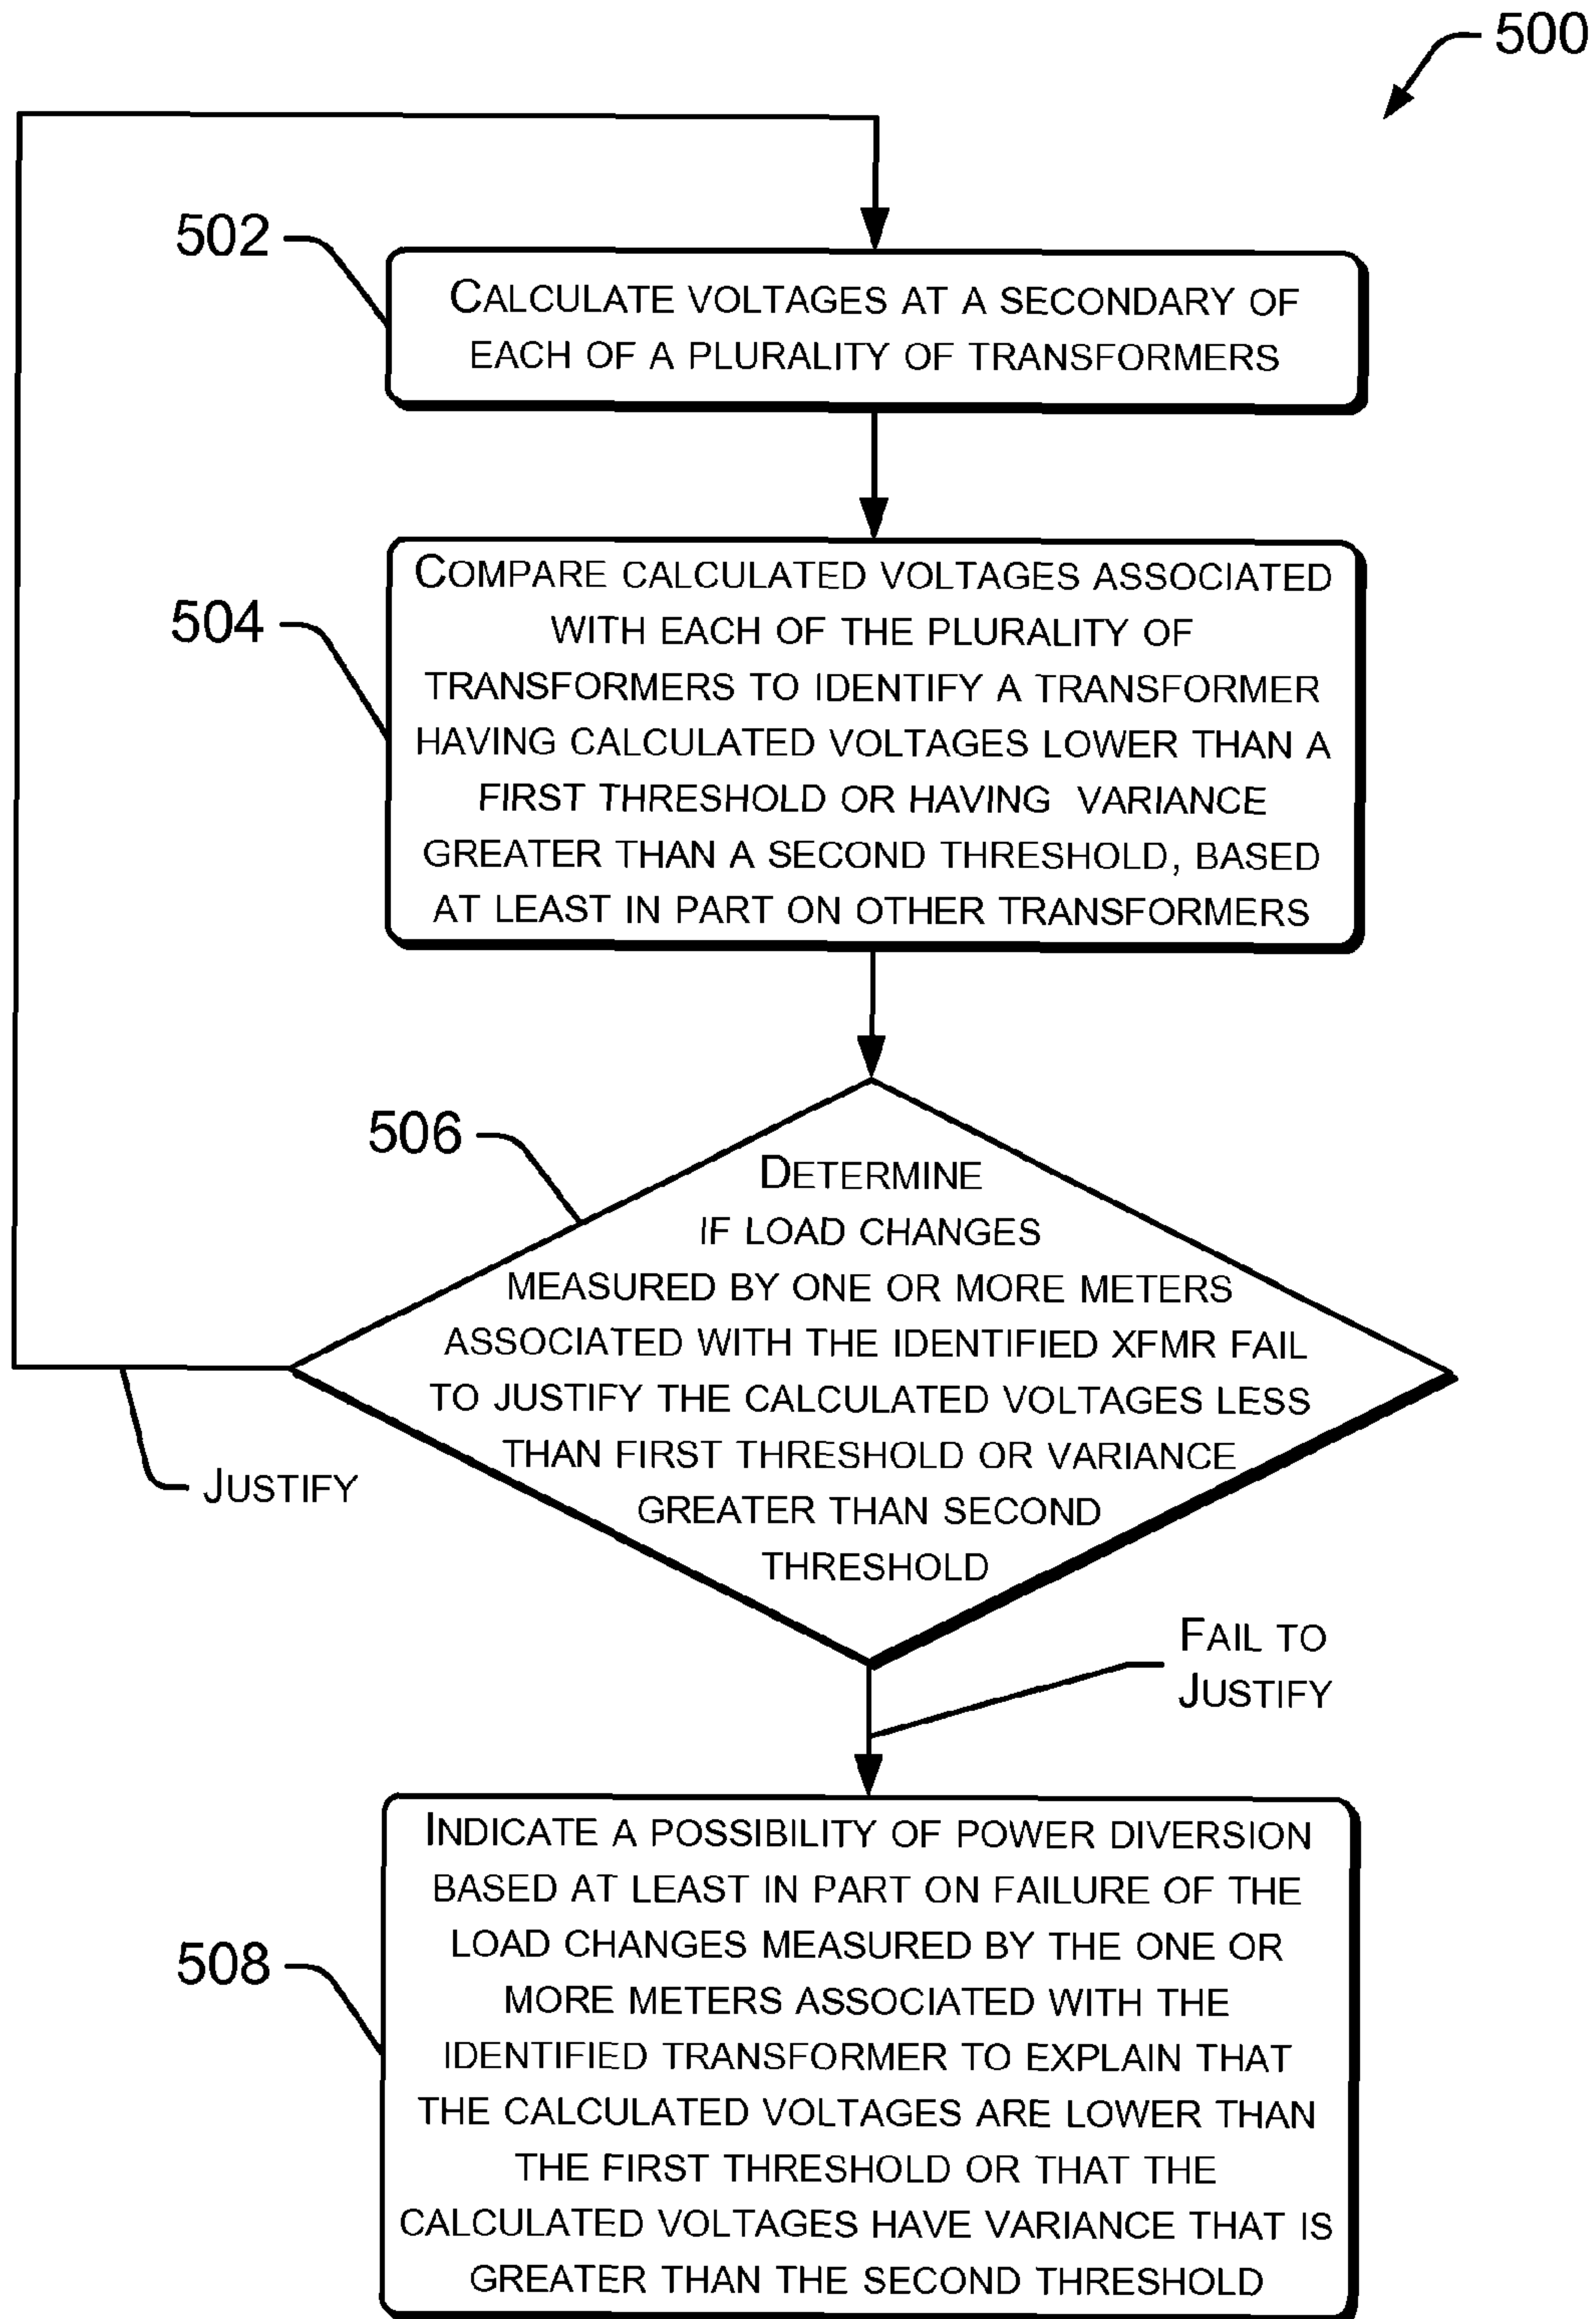 500
502
CALCULATE VOLTAGES AT A SECONDARY OF
EACH OF A PLURALITY OF TRANSFORMERS
504
COMPARE CALCULATED VOLTAGES ASSOCIATED
WITH EACH OF THE PLURALITY OF
TRANSFORMERS TO IDENTIFY A TRANSFORMER
HAVING CALCULATED VOLTAGES LOWER THAN A
FIRST THRESHOLD OR HAVING VARIANCE
GREATER THAN A SECOND THRESHOLD, BASED
AT LEAST IN PART ON OTHER TRANSFORMERS
506
DETERMINE
IF LOAD CHANGES
MEASURED BY ONE OR MORE METERS
ASSOCIATED WITH THE IDENTIFIED XFMR FAIL
TO JUSTIFY THE CALCULATED VOLTAGES LESS
THAN FIRST THRESHOLD OR VARIANCE
GREATER THAN SECOND
THRESHOLD
JUSTIFY
FAIL TO
JUSTIFY
508
INDICATE A POSSIBILITY OF POWER DIVERSION
BASED AT LEAST IN PART ON FAILURE OF THE
LOAD CHANGES MEASURED BY THE ONE OR
MORE METERS ASSOCIATED WITH THE
IDENTIFIED TRANSFORMER TO EXPLAIN THAT
THE CALCULATED VOLTAGES ARE LOWER THAN
THE FIRST THRESHOLD OR THAT THE
CALCULATED VOLTAGES HAVE VARIANCE THAT IS
GREATER THAN THE SECOND THRESHOLD